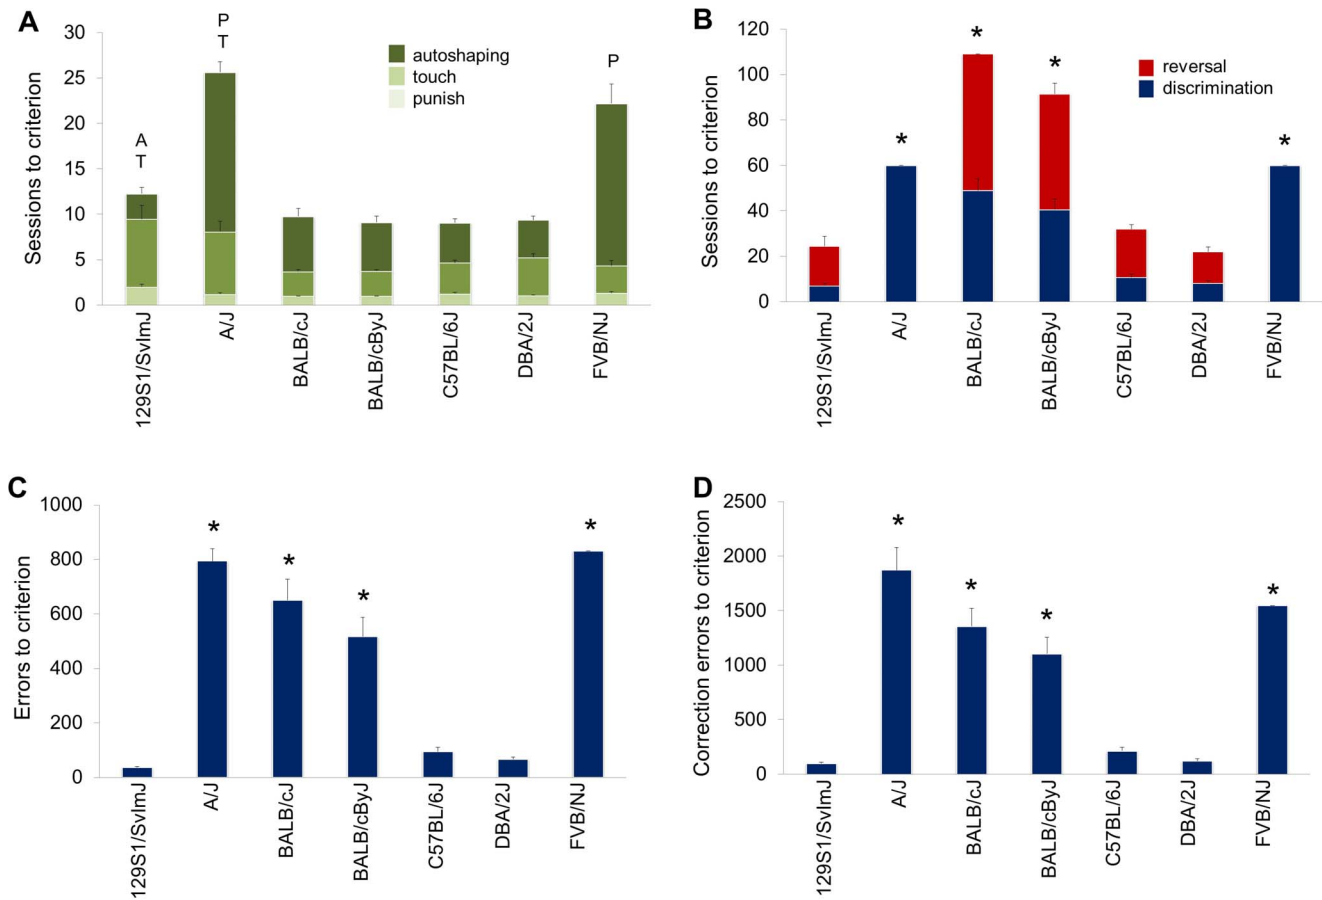 A
Sessions to criterion
30
25
20
15
10
5
0
A
T
P
T
P
autoshaping
touch
punish
129S1/SvImJ
A/J
BALB/cJ
BALB/cByJ
C57BL/6J
DBA/2J
FVB/NJ
B
Sessions to criterion
120
100
80
60
40
20
0
*
*
*
*
reversal
discrimination
129S1/SvImJ
A/J
BALB/cJ
BALB/cByJ
C57BL/6J
DBA/2J
FVB/NJ
C
Errors to criterion
1000
800
600
400
200
0
*
*
*
*
129S1/SvImJ
A/J
BALB/cJ
BALB/cByJ
C57BL/6J
DBA/2J
FVB/NJ
D
Correction errors to criterion
2500
2000
1500
1000
500
0
*
*
*
*
129S1/SvImJ
A/J
BALB/cJ
BALB/cByJ
C57BL/6J
DBA/2J
FVB/NJ